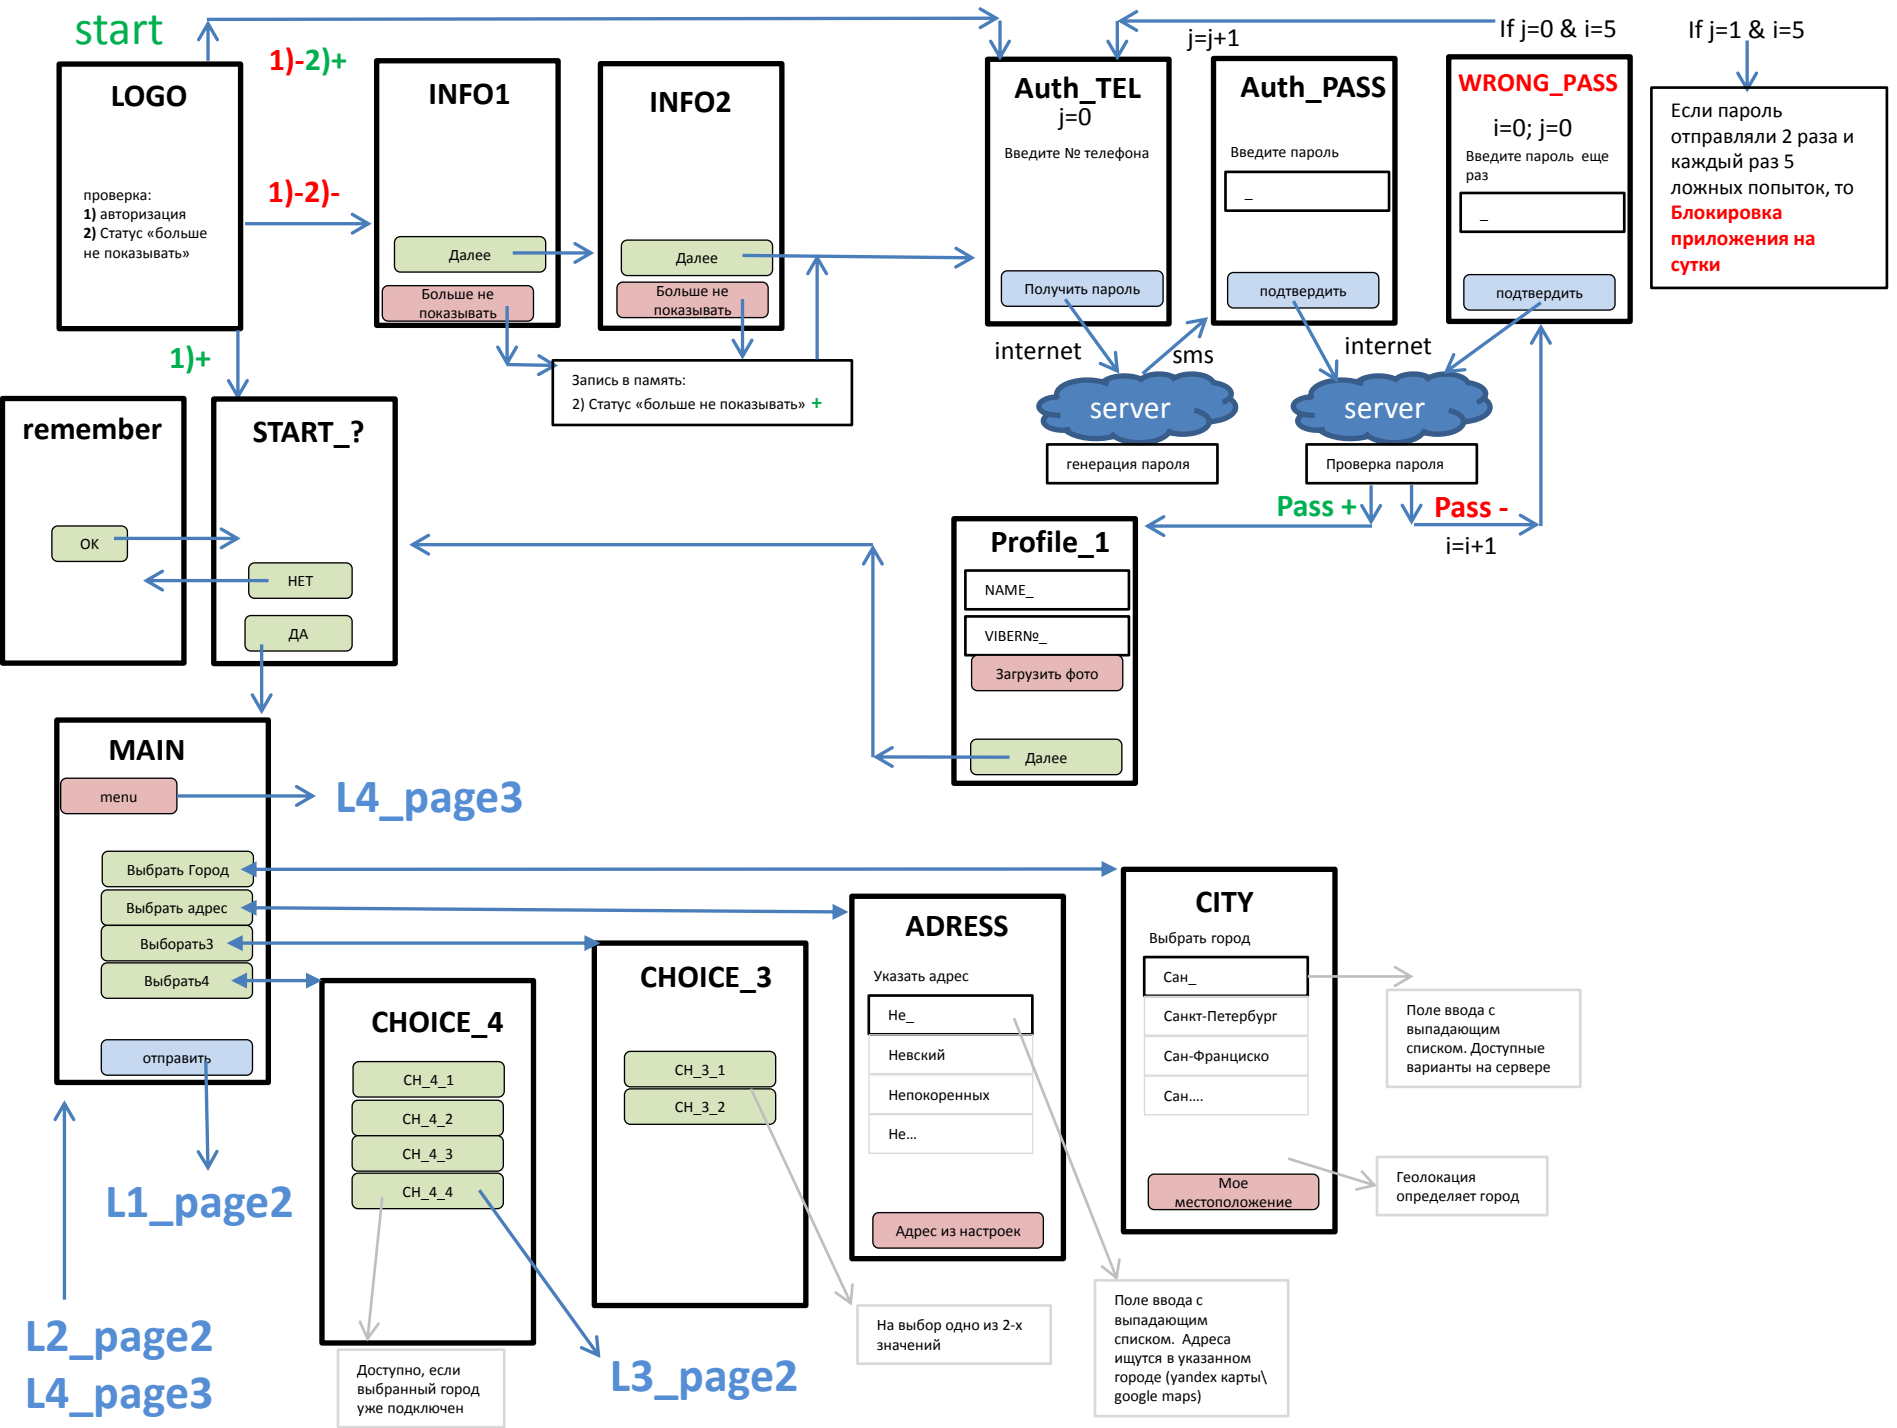 start
1)-2)+
j=j+1
If j=0 & i=5
If j=1 & i=5
LOGO
проверка:
1) авторизация
2) Статус «больше
не показывать»
1)-2)-
1)+
INFO1
Далее
Больше не
показывать
INFO2
Далее
Больше не
показывать
Запись в память:
2) Статус «больше не показывать» +
Auth_TEL
j=0
Введите № телефона
Получить пароль
Auth_PASS
Введите пароль
_
подтвердить
WRONG_PASS
i=0; j=0
Введите пароль еще
раз
_
подтвердить
Если пароль
отправляли 2 раза и
каждый раз 5
ложных попыток, то
Блокировка
приложения на
сутки
internet
sms
internet
server
server
генерация пароля
Проверка пароля
Pass +
Pass -
i=i+1
remember
OK
START_?
НЕТ
ДА
Profile_1
NAME_
VIBER№_
Загрузить фото
Далее
MAIN
menu
L4_page3
Выбрать Город
Выбрать адрес
Выборать3
Выбрать4
отправить
L1_page2
L2_page2
L4_page3
CHOICE_4
CH_4_1
CH_4_2
CH_4_3
CH_4_4
Доступно, если
выбранный город
уже подключен
L3_page2
CHOICE_3
CH_3_1
CH_3_2
На выбор одно из 2-х
значений
ADRESS
Указать адрес
Не_
Невский
Непокоренных
Не...
Адрес из настроек
Поле ввода с
выпадающим
списком. Адреса
ищутся в указанном
городе (yandex карты\
google maps)
CITY
Выбрать город
Сан_
Санкт-Петербург
Сан-Франциско
Сан....
Мое
местоположение
Поле ввода с
выпадающим
списком. Доступные
варианты на сервере
Геолокация
определяет город